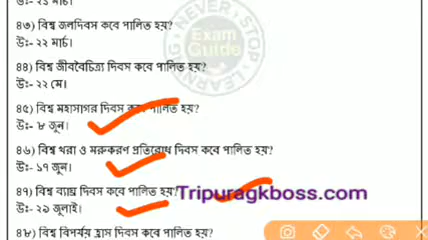 উঃ- ২১ মার্চ।
৪৩) বিশ্ব জলদিবস কবে পালিত হয়?
উঃ- ২২ মার্চ।
৪৪) বিশ্ব জীববৈচিত্র্য দিবস কবে পালিত হয়?
উঃ- ২২ মে।
৪৫) বিশ্ব মহাসাগর দিবস কবে পালিত হয়?
উঃ- ৮ জুন।
৪৬) বিশ্ব খরা ও মরুকরণ প্রতিরোধ দিবস কবে পালিত হয়?
উঃ- ১৭ জুন।
৪৭) বিশ্ব ব্যাঘ্র দিবস কবে পালিত হয়? Tripuragkboss.com
উঃ- ২৯ জুলাই।
৪৮) বিশ্ব বিপর্যয় হ্রাস দিবস কবে পালিত হয়?
NEVER STOP LEARNING
Exam
Guide